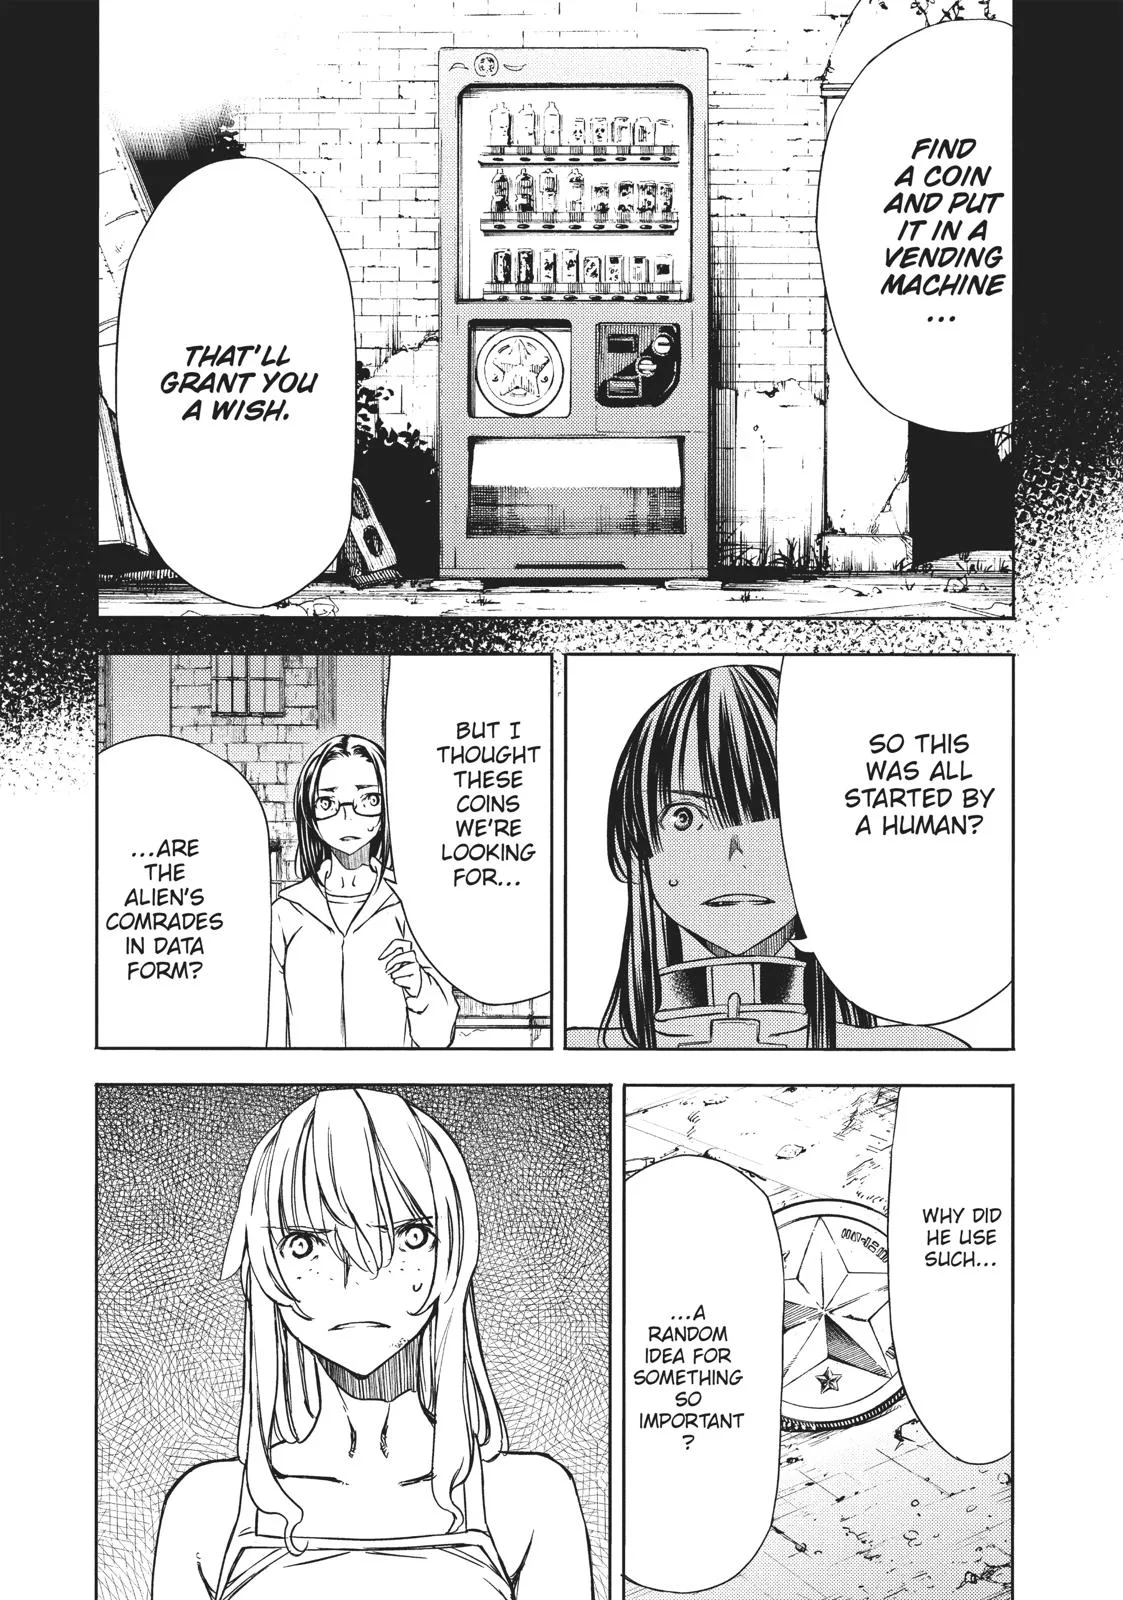 FIND
A COIN
AND PUT
IT IN A
VENDING
MACHINE
...
THAT'LL
GRANT YOU
A WISH.
SO THIS
WAS ALL
STARTED BY
A HUMAN?
BUT I
THOUGHT
THESE
COINS
WE'RE
LOOKING
FOR...
...ARE
THE
ALIEN'S
COMRADES
IN DATA
FORM?
WHY DID
HE USE
SUCH...
...A
RANDOM
IDEA FOR
SOMETHING
SO
IMPORTANT
?